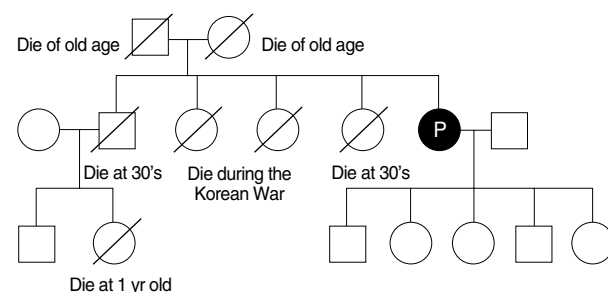 Die of old age
Die of old age
P
Die at 30's
Die during the
Korean War
Die at 30's
Die at 1 yr old